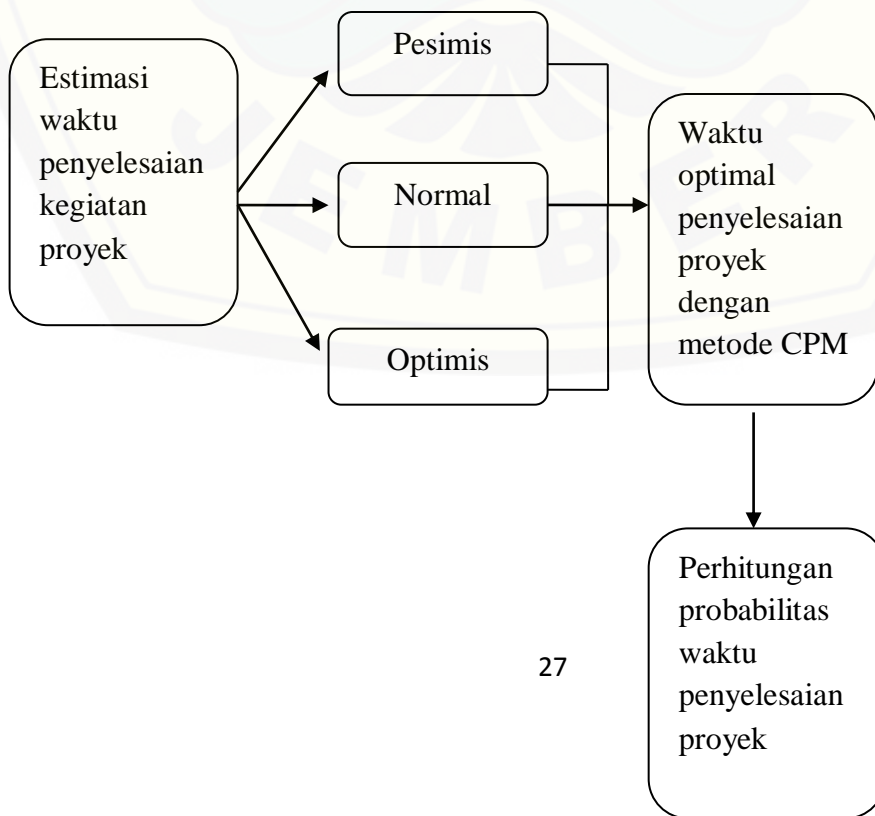 Estimasi
waktu
penyelesaian
kegiatan
proyek
Pesimis
Normal
Optimis
Waktu
optimal
penyelesaian
proyek
dengan
metode CPM
Perhitungan
probabilitas
waktu
penyelesaian
proyek
27
JEMBER